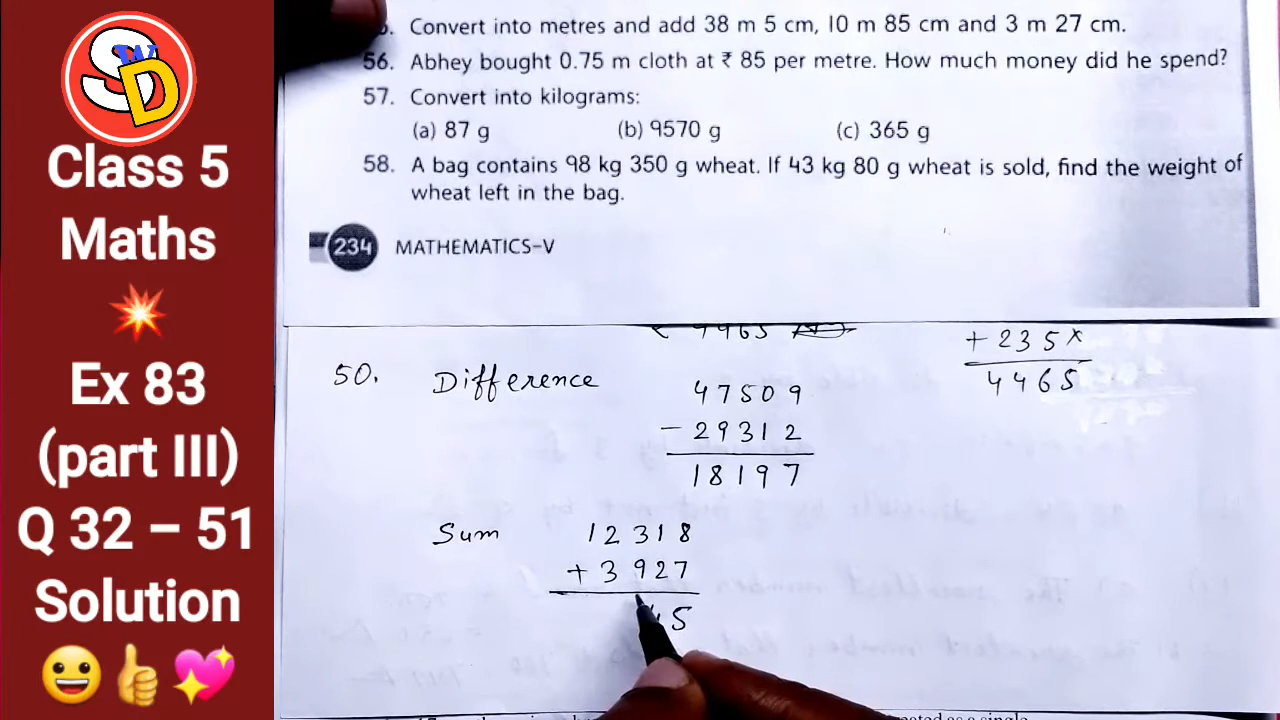 SWD
Class 5
Maths
Ex 83
(part III)
Q 32 – 51
Solution
Convert into metres and add 38 m 5 cm, 10 m 85 cm and 3 m 27 cm.
56. Abhey bought 0.75 m cloth at ₹ 85 per metre. How much money did he spend?
57. Convert into kilograms:
(a) 87 g (b) 9570 g (c) 365 g
58. A bag contains 98 kg 350 g wheat. If 43 kg 80 g wheat is sold, find the weight of
wheat left in the bag.
234 MATHEMATICS–V
+ 235×
4465
50. Difference 47509
- 29312
18197
Sum 12318
+ 3927
45